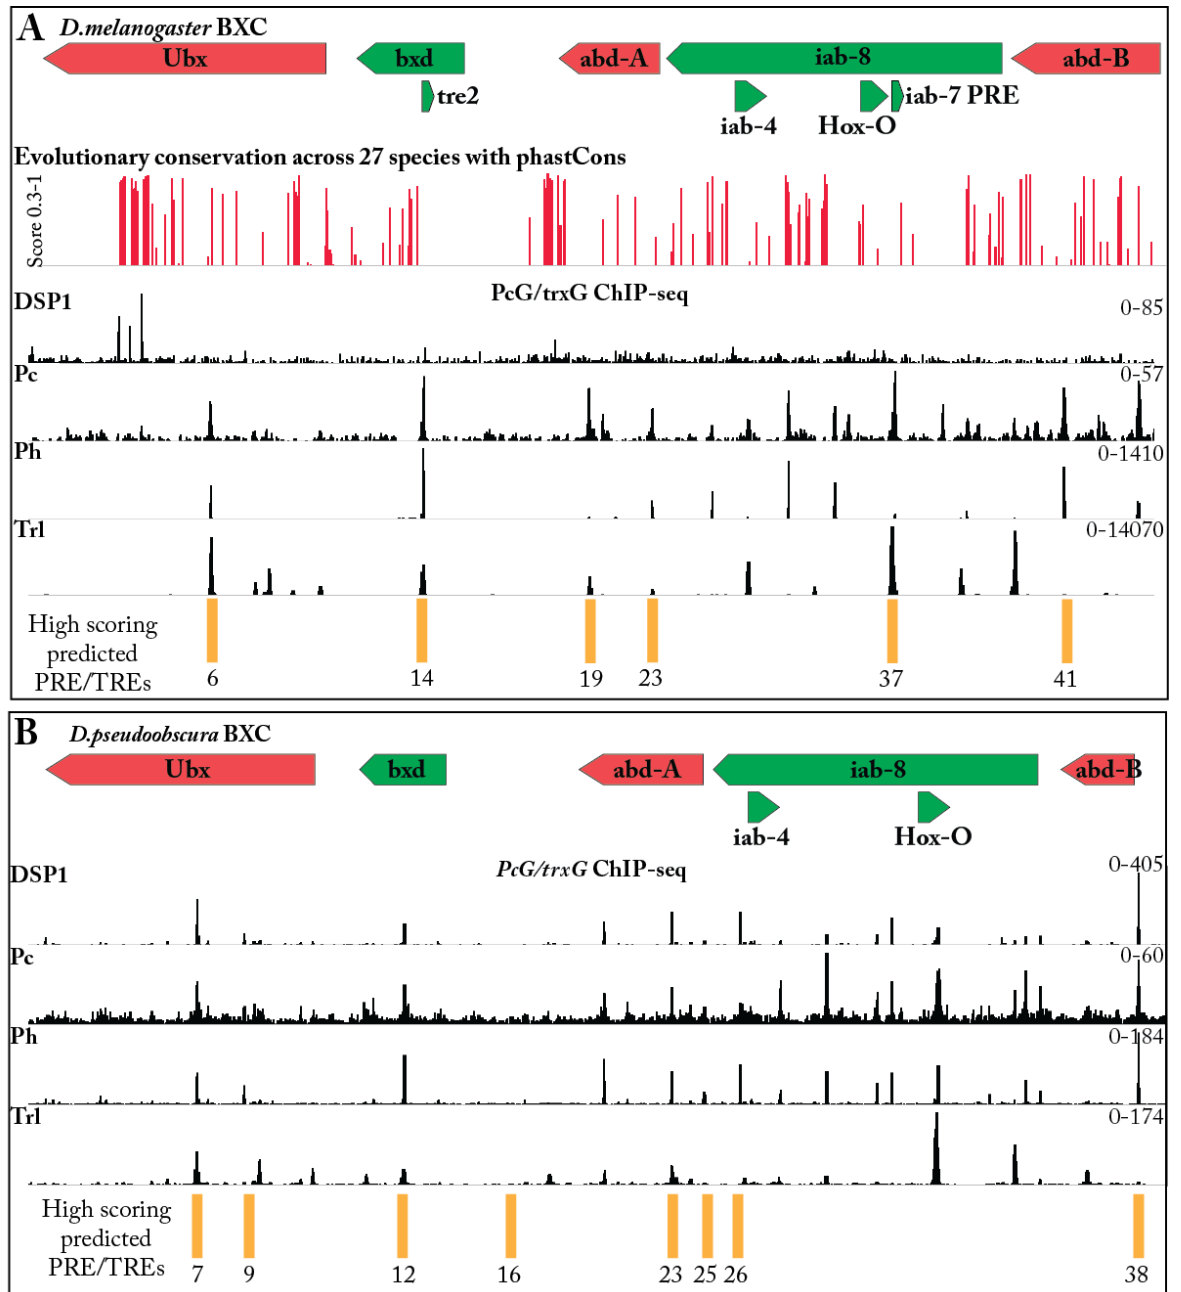 A D.melanogaster BXC
Ubx bxd abd-A iab-8 abd-B
tre2 iab-7 PRE
iab-4 Hox-O
Evolutionary conservation across 27 species with phastCons
Score 0.3-1
DSP1 PcG/trxG ChIP-seq 0-85
Pc 0-57
Ph 0-1410
Trl 0-14070
High scoring
predicted
PRE/TREs 6 14 19 23 37 41
B D.pseudoobscura BXC
Ubx bxd abd-A iab-8 abd-B
iab-4 Hox-O
DSP1 PcG/trxG ChIP-seq 0-405
Pc 0-60
Ph 0-184
Trl 0-174
High scoring
predicted
PRE/TREs 7 9 12 16 23 25 26 38